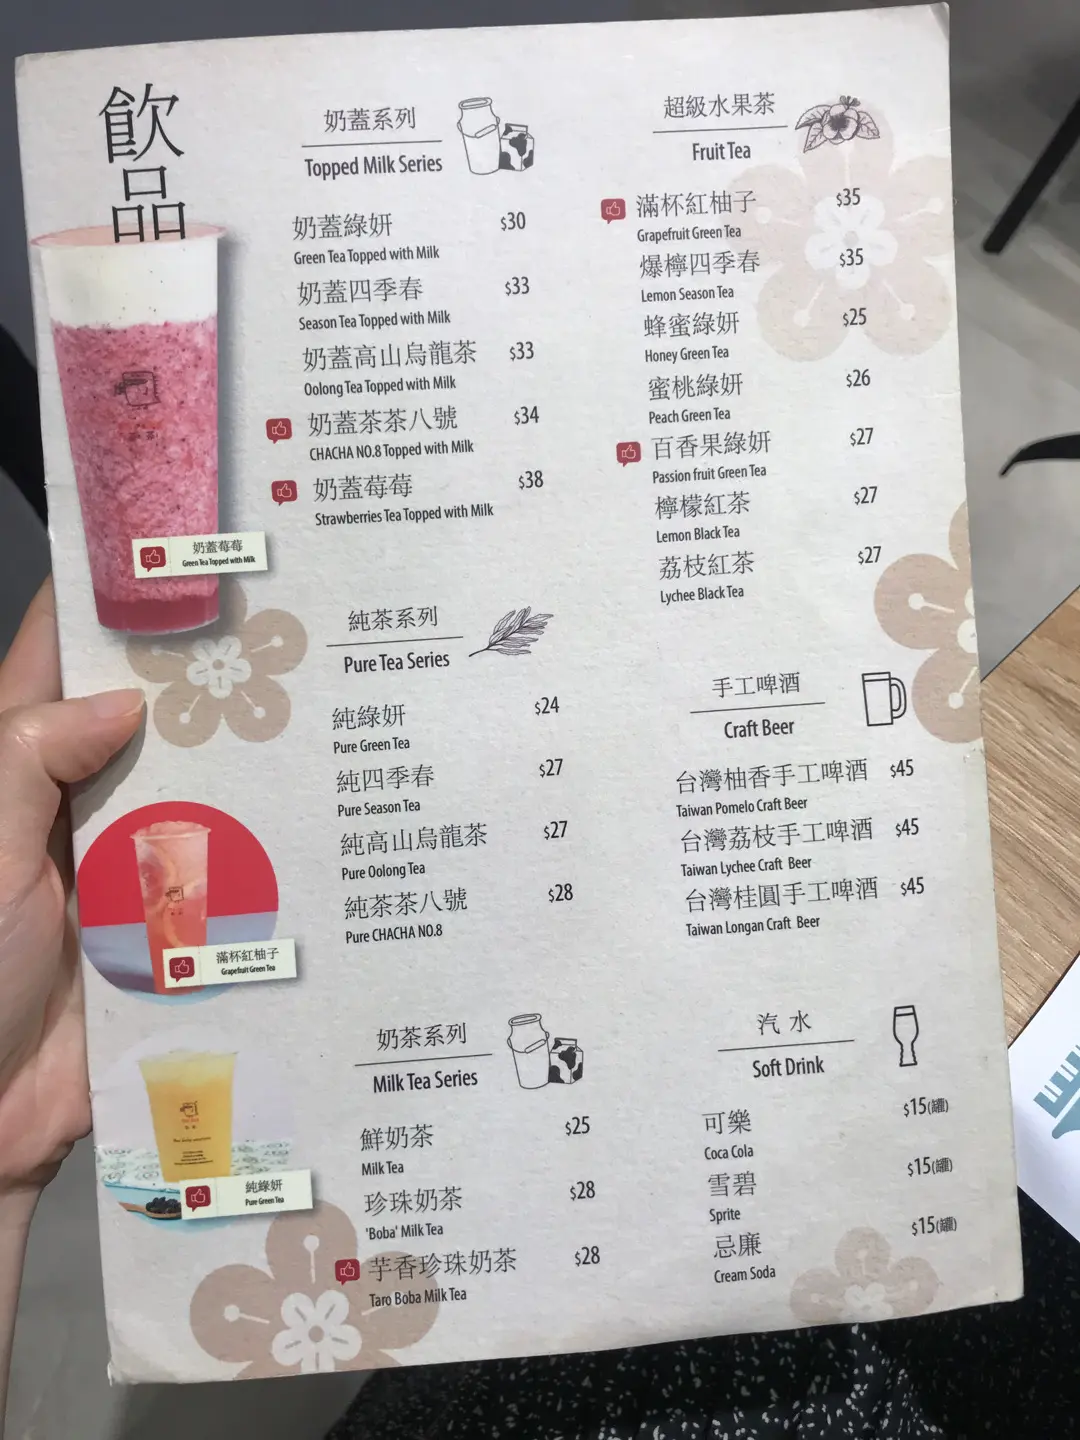 飲品
奶蓋系列
Topped Milk Series
奶蓋綠妍 $30
Green Tea Topped with Milk
奶蓋四季春 $33
Season Tea Topped with Milk
奶蓋高山烏龍茶 $33
Oolong Tea Topped with Milk
奶蓋茶茶八號 $34
CHACHA NO.8 Topped with Milk
奶蓋莓莓 $38
Strawberries Tea Topped with Milk
奶蓋莓莓
Green Tea Topped with Milk
純茶系列
Pure Tea Series
純綠妍 $24
Pure Green Tea
純四季春 $27
Pure Season Tea
純高山烏龍茶 $27
Pure Oolong Tea
純茶茶八號 $28
Pure CHACHA NO.8
滿杯紅柚子
Grapefruit Green Tea
奶茶系列
Milk Tea Series
鮮奶茶 $25
Milk Tea
珍珠奶茶 $28
'Boba' Milk Tea
芋香珍珠奶茶 $28
Taro Boba Milk Tea
純綠妍
Pure Green Tea
超級水果茶
Fruit Tea
滿杯紅柚子 $35
Grapefruit Green Tea
爆檸四季春 $35
Lemon Season Tea
蜂蜜綠妍 $25
Honey Green Tea
蜜桃綠妍 $26
Peach Green Tea
百香果綠妍 $27
Passion fruit Green Tea
檸檬紅茶 $27
Lemon Black Tea
荔枝紅茶 $27
Lychee Black Tea
手工啤酒
Craft Beer
台灣柚香手工啤酒 $45
Taiwan Pomelo Craft Beer
台灣荔枝手工啤酒 $45
Taiwan Lychee Craft Beer
台灣桂圓手工啤酒 $45
Taiwan Longan Craft Beer
汽水
Soft Drink
可樂 $15(罐)
Coca Cola
雪碧 $15(罐)
Sprite
忌廉 $15(罐)
Cream Soda